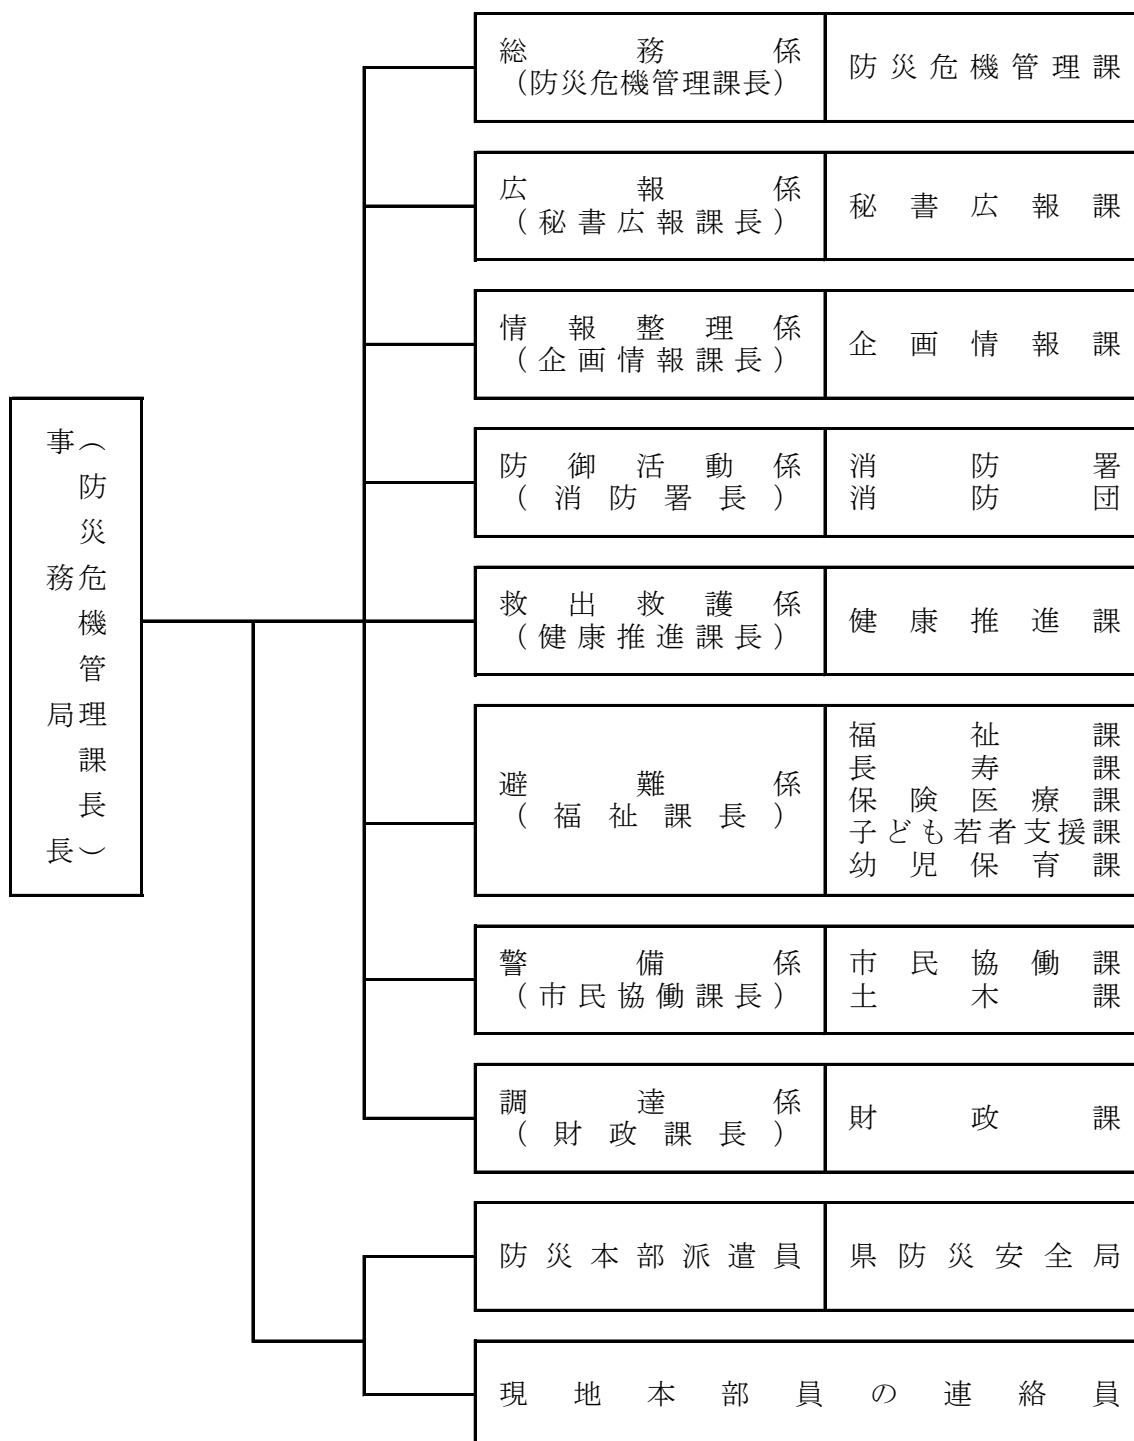 事務局長
（防災危機管理課長）
総務係
（防災危機管理課長）
防災危機管理課
広報係
（秘書広報課長）
秘書広報課
情報整理係
（企画情報課長）
企画情報課
防御活動係
（消防署長）
消防署
消防団
救出救護係
（健康推進課長）
健康推進課
避難係
（福祉課長）
福祉課
長寿課
保険医療課
子ども若者支援課
幼児保育課
警備係
（市民協働課長）
市民協働課
土木課
調達係
（財政課長）
財政課
防災本部派遣員
県防災安全局
現地本部員の連絡員